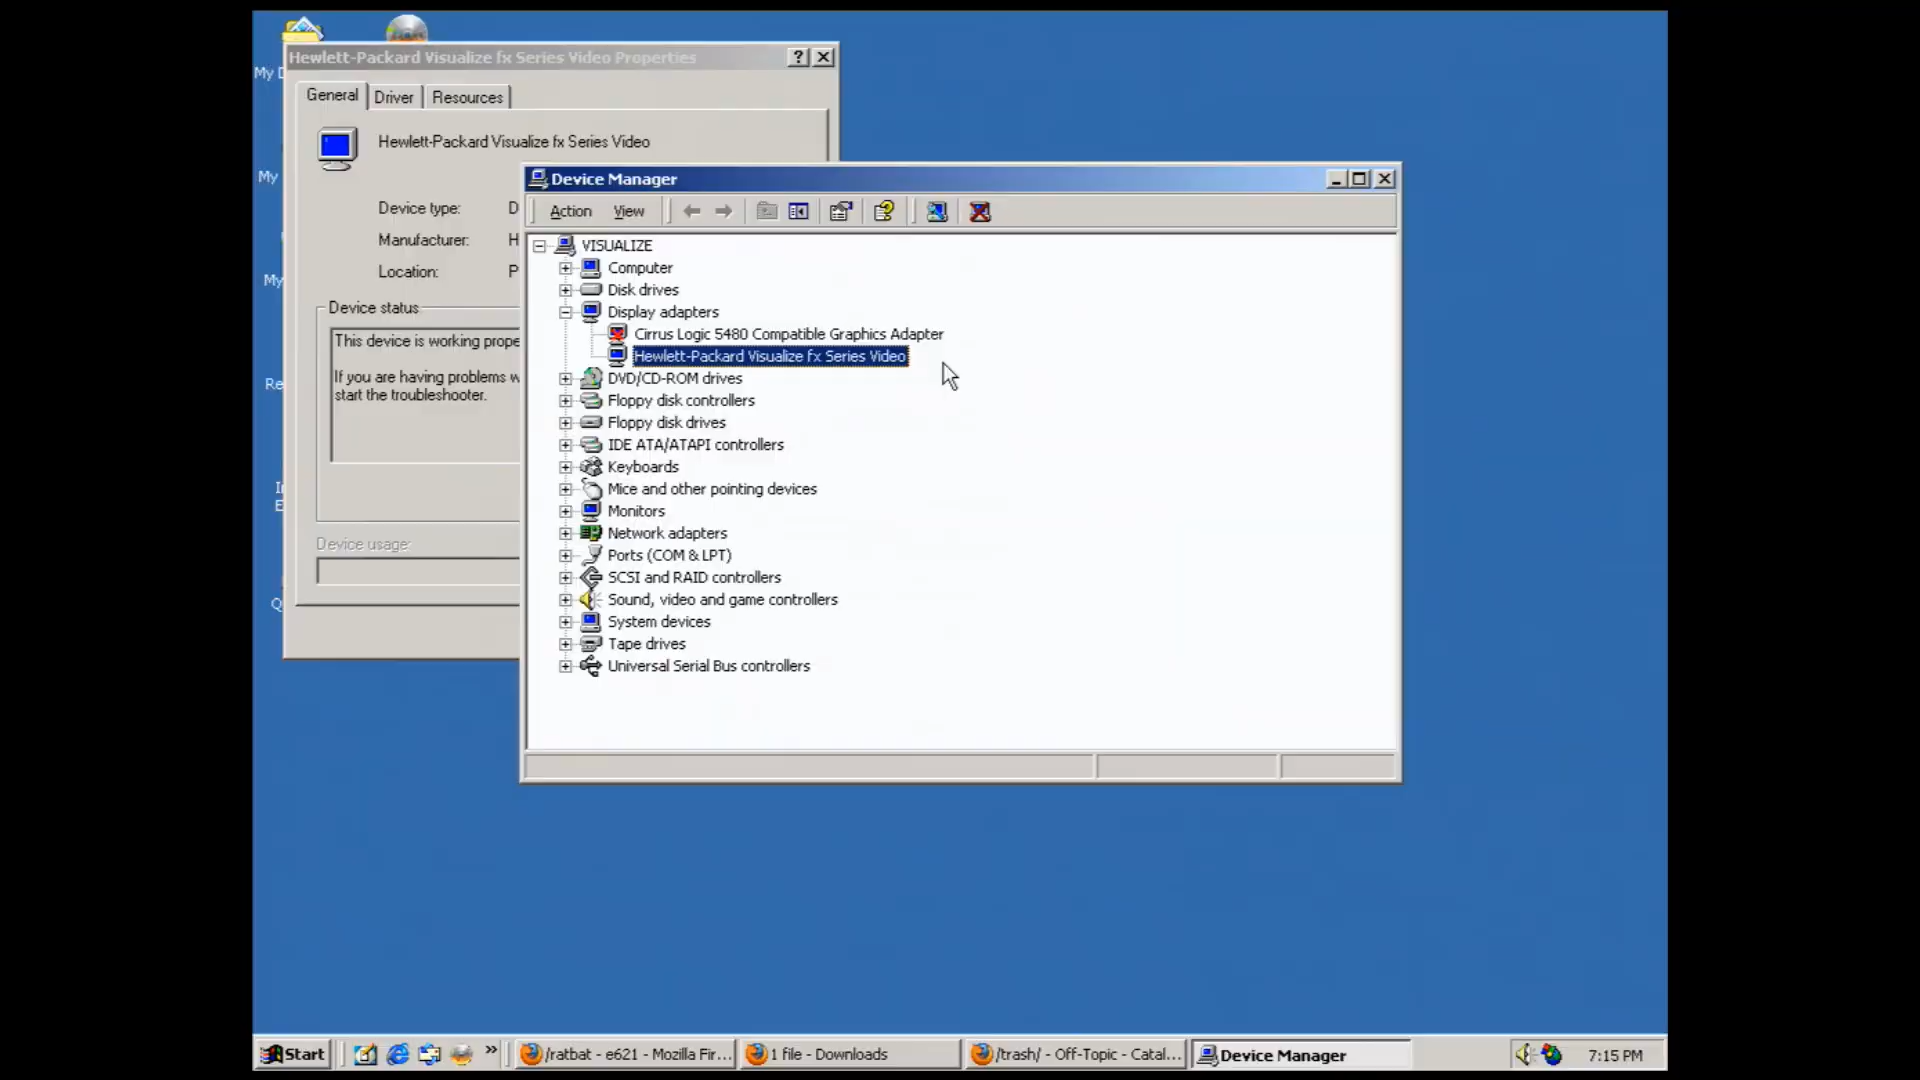 My D
My
My
Re
I
E
Q
Hewlett-Packard Visualize fx Series Video Properties
General
Driver
Resources
Hewlett-Packard Visualize fx Series Video
Device type: D
Manufacturer: H
Location: P
Device status
This device is working prope
If you are having problems w
start the troubleshooter.
Device usage:
Device Manager
Action View
VISUALIZE
Computer
Disk drives
Display adapters
Cirrus Logic 5480 Compatible Graphics Adapter
Hewlett-Packard Visualize fx Series Video
DVD/CD-ROM drives
Floppy disk controllers
Floppy disk drives
IDE ATA/ATAPI controllers
Keyboards
Mice and other pointing devices
Monitors
Network adapters
Ports (COM & LPT)
SCSI and RAID controllers
Sound, video and game controllers
System devices
Tape drives
Universal Serial Bus controllers
Start
»
/ratbat - e621 - Mozilla Fir...
1 file - Downloads
/trash/ - Off-Topic - Catal...
Device Manager
7:15 PM